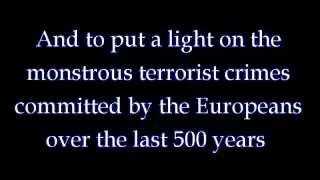 And to put a light on the
monstrous terrorist crimes
committed by the Europeans
over the last 500 years